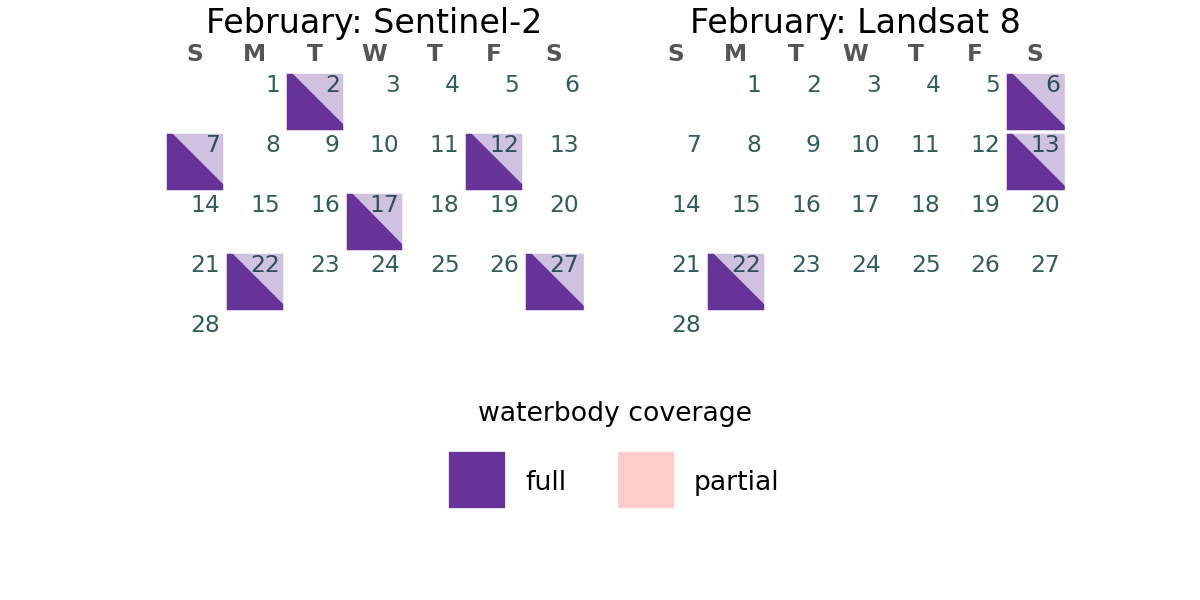 February: Sentinel-2
S M T W T F S
1 2 3 4 5 6
7 8 9 10 11 12 13
14 15 16 17 18 19 20
21 22 23 24 25 26 27
28
February: Landsat 8
S M T W T F S
1 2 3 4 5 6
7 8 9 10 11 12 13
14 15 16 17 18 19 20
21 22 23 24 25 26 27
28
waterbody coverage
full partial